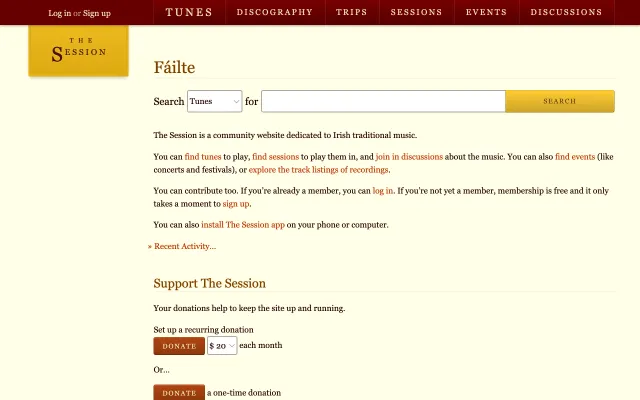 Log in or Sign up
TUNES
DISCOGRAPHY
TRIPS
SESSIONS
EVENTS
DISCUSSIONS
THE
SESSION
Fáilte
Search Tunes for SEARCH
The Session is a community website dedicated to Irish traditional music.
You can find tunes to play, find sessions to play them in, and join in discussions about the music. You can also find events (like
concerts and festivals), or explore the track listings of recordings.
You can contribute too. If you're already a member, you can log in. If you're not yet a member, membership is free and it only
takes a moment to sign up.
You can also install The Session app on your phone or computer.
» Recent Activity…
Support The Session
Your donations help to keep the site up and running.
Set up a recurring donation
DONATE $ 20 each month
Or…
DONATE a one-time donation